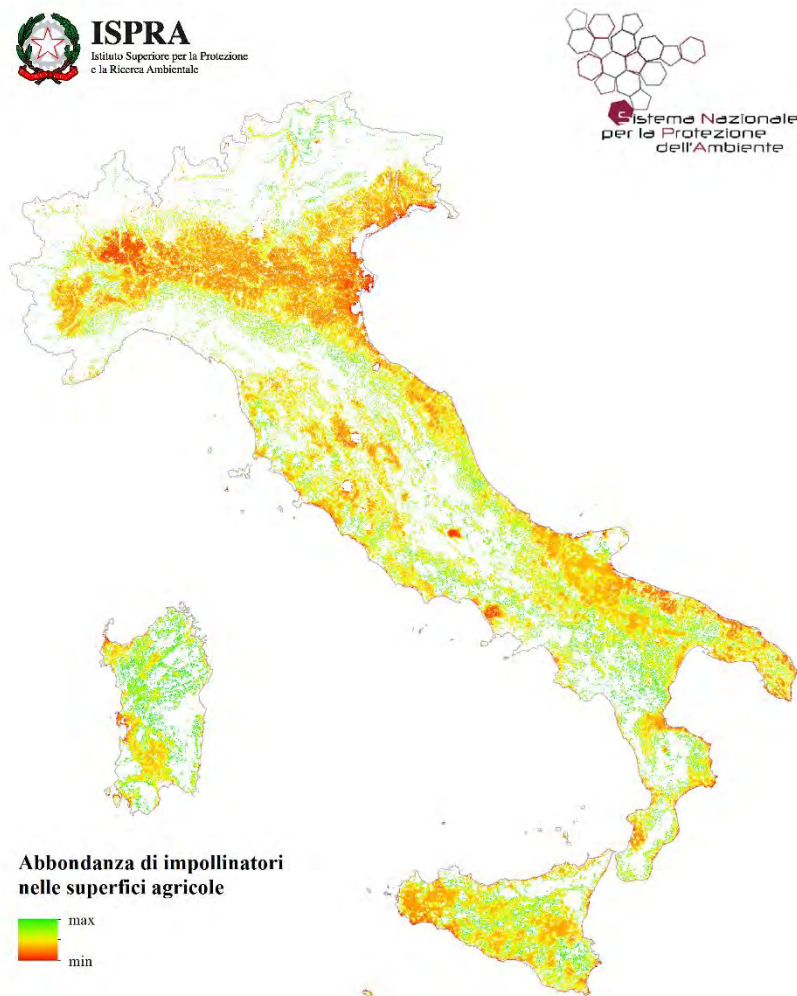 ISPRA
Istituto Superiore per la Protezione
e la Ricerca Ambientale
Sistema Nazionale
per la Protezione
dell'Ambiente
Abbondanza di impollinatori
nelle superfici agricole
max
min